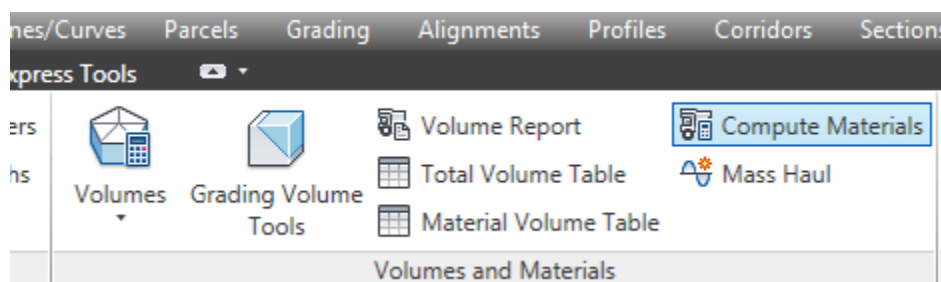 nes/Curves Parcels Grading Alignments Profiles Corridors Sections
xpress Tools
ers
hs
Volumes
Grading Volume
Tools
Volume Report
Total Volume Table
Material Volume Table
Compute Materials
Mass Haul
Volumes and Materials